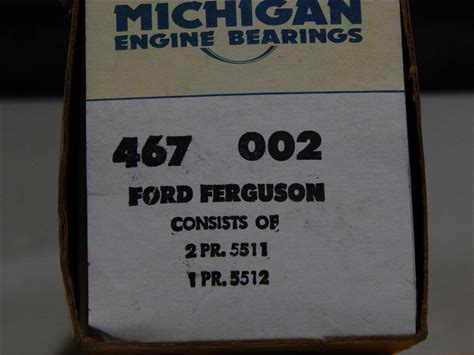 MICHIGAN
ENGINE BEARINGS
467 002
FORD FERGUSON
CONSISTS OF
2 PR. 5511
1 PR. 5512